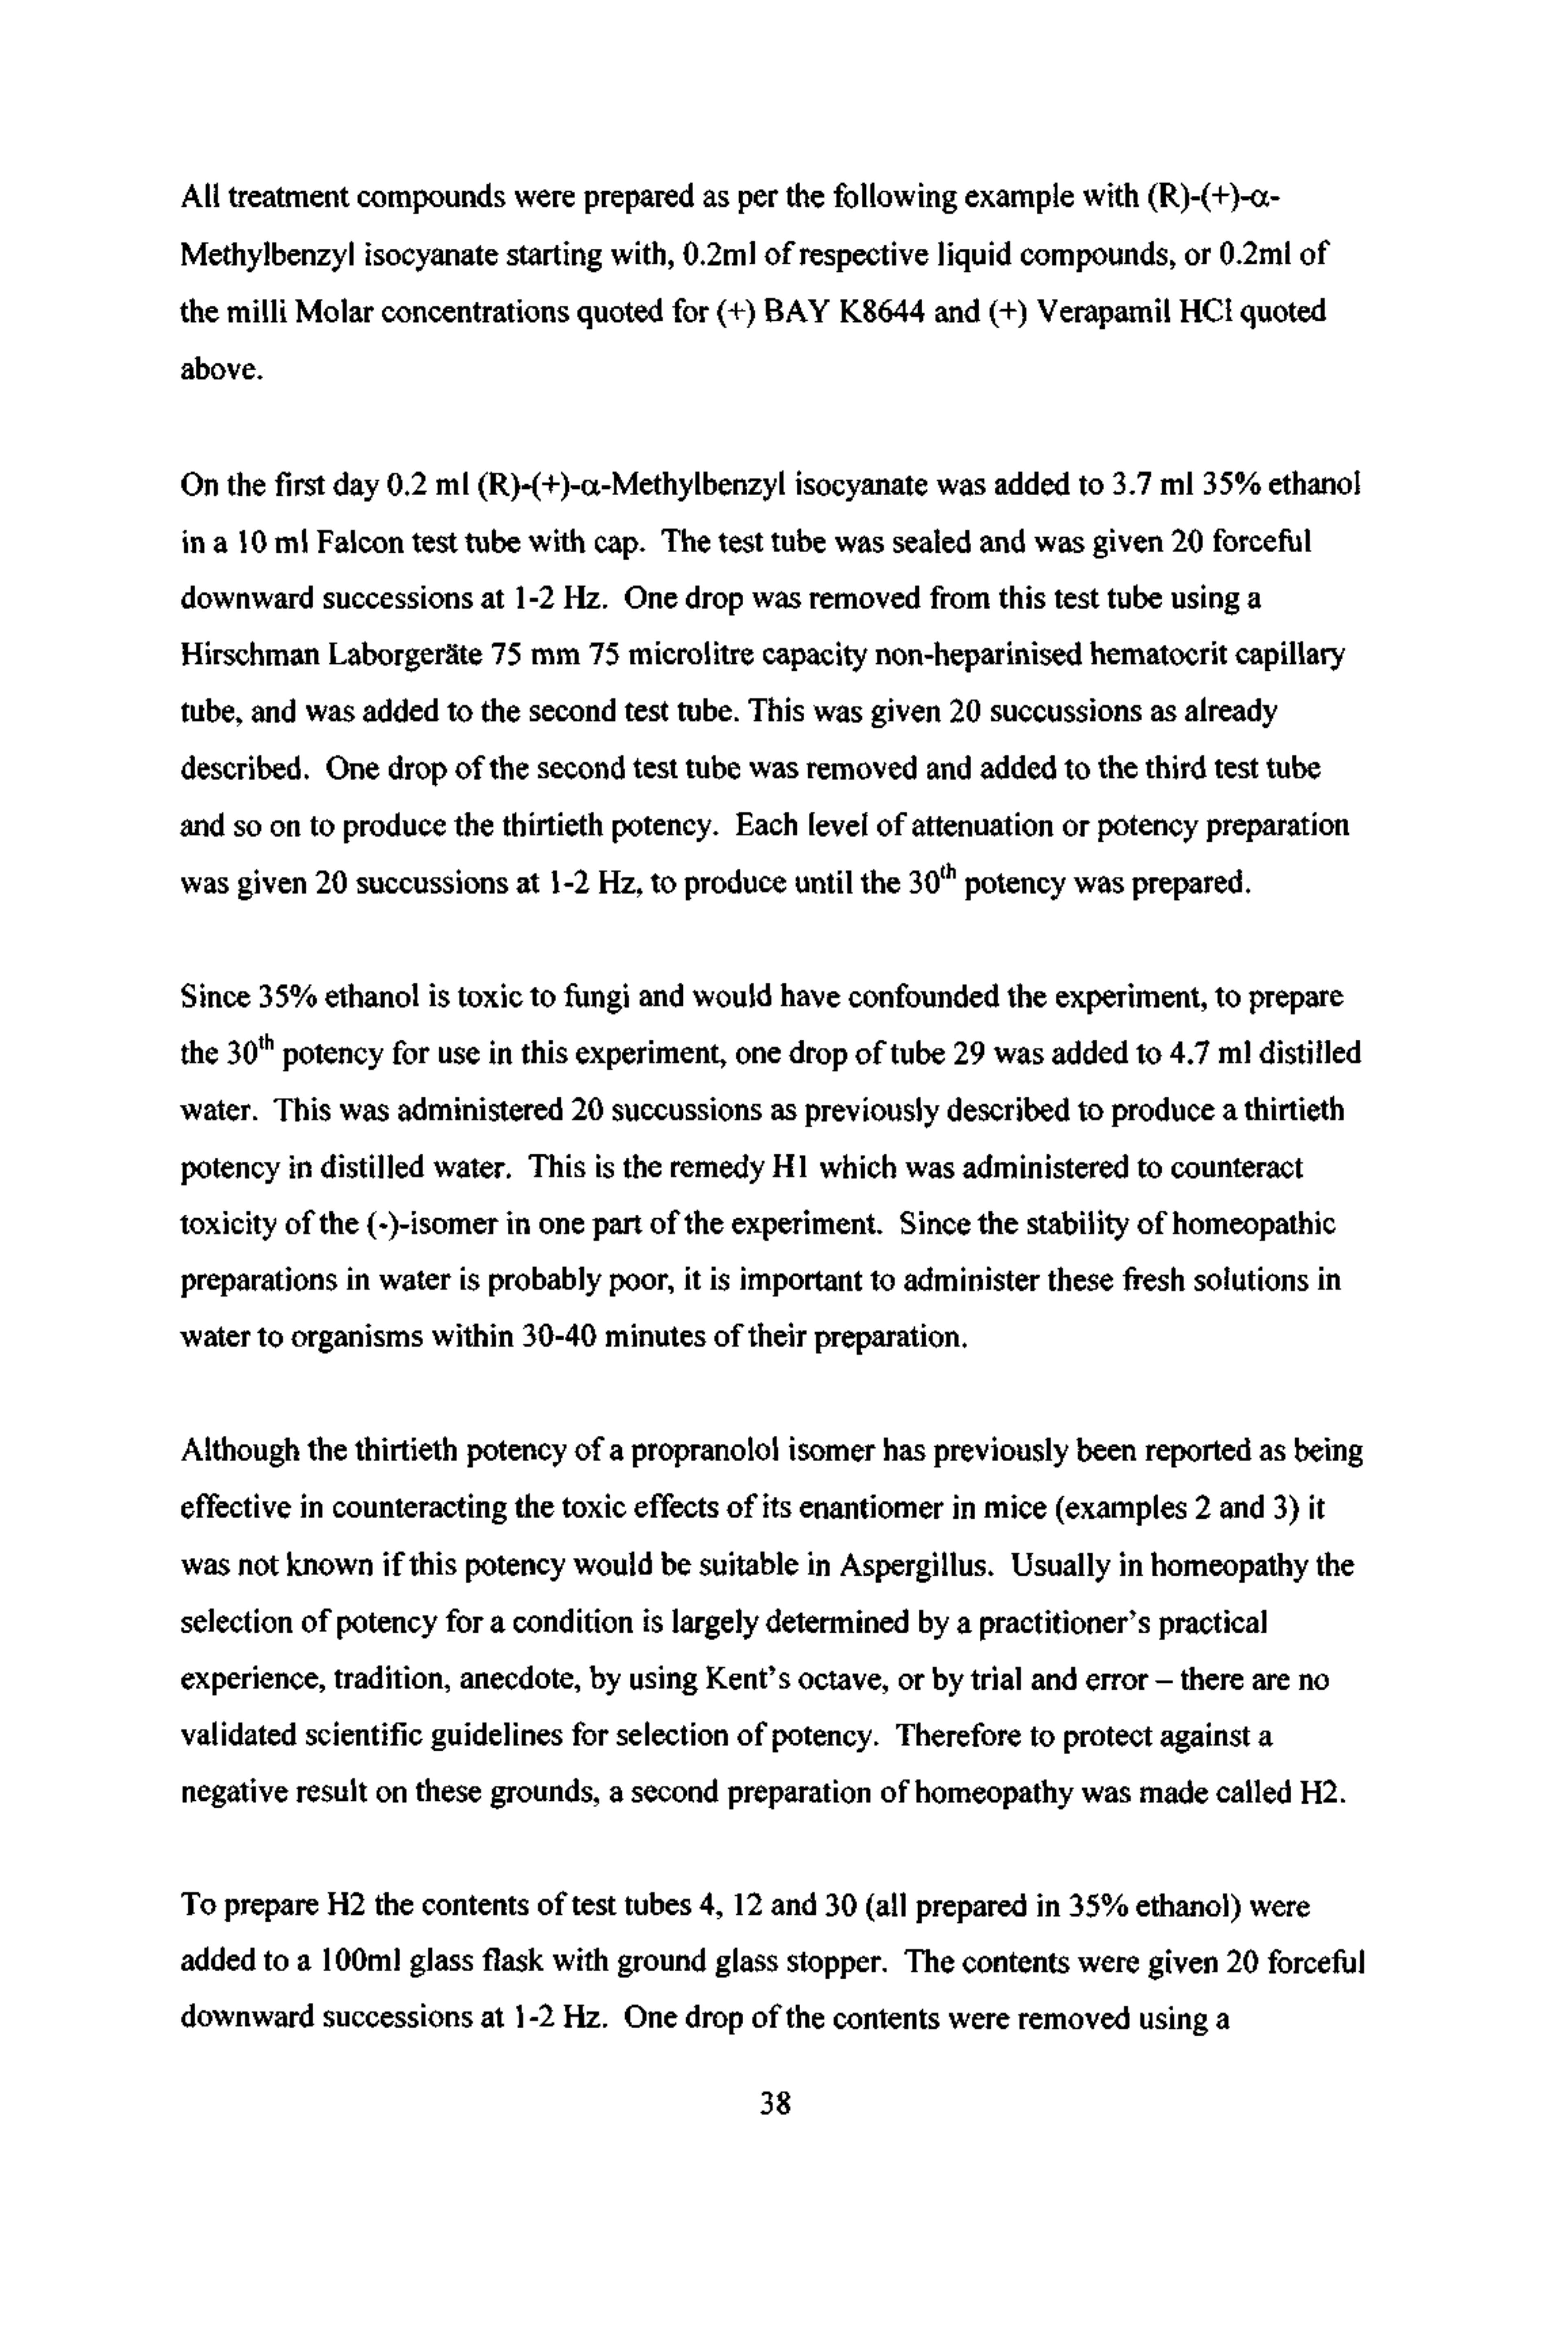 All treatment compounds were prepared as per the following example with (R)-(+)-α-
Methylbenzyl isocyanate starting with, 0.2ml of respective liquid compounds, or 0.2ml of
the milli Molar concentrations quoted for (+) BAY K8644 and (+) Verapamil HCl quoted
above.
On the first day 0.2 ml (R)-(+)-α-Methylbenzyl isocyanate was added to 3.7 ml 35% ethanol
in a 10 ml Falcon test tube with cap.  The test tube was sealed and was given 20 forceful
downward successions at 1-2 Hz.  One drop was removed from this test tube using a
Hirschman Laborgeräte 75 mm 75 microlitre capacity non-heparinised hematocrit capillary
tube, and was added to the second test tube. This was given 20 succussions as already
described.  One drop of the second test tube was removed and added to the third test tube
and so on to produce the thirtieth potency.  Each level of attenuation or potency preparation
was given 20 succussions at 1-2 Hz, to produce until the 30th potency was prepared.
Since 35% ethanol is toxic to fungi and would have confounded the experiment, to prepare
the 30th potency for use in this experiment, one drop of tube 29 was added to 4.7 ml distilled
water.  This was administered 20 succussions as previously described to produce a thirtieth
potency in distilled water.  This is the remedy H1 which was administered to counteract
toxicity of the (-)-isomer in one part of the experiment.  Since the stability of homeopathic
preparations in water is probably poor, it is important to administer these fresh solutions in
water to organisms within 30-40 minutes of their preparation.
Although the thirtieth potency of a propranolol isomer has previously been reported as being
effective in counteracting the toxic effects of its enantiomer in mice (examples 2 and 3) it
was not known if this potency would be suitable in Aspergillus.  Usually in homeopathy the
selection of potency for a condition is largely determined by a practitioner's practical
experience, tradition, anecdote, by using Kent's octave, or by trial and error – there are no
validated scientific guidelines for selection of potency.  Therefore to protect against a
negative result on these grounds, a second preparation of homeopathy was made called H2.
To prepare H2 the contents of test tubes 4, 12 and 30 (all prepared in 35% ethanol) were
added to a 100ml glass flask with ground glass stopper.  The contents were given 20 forceful
downward successions at 1-2 Hz.  One drop of the contents were removed using a
38